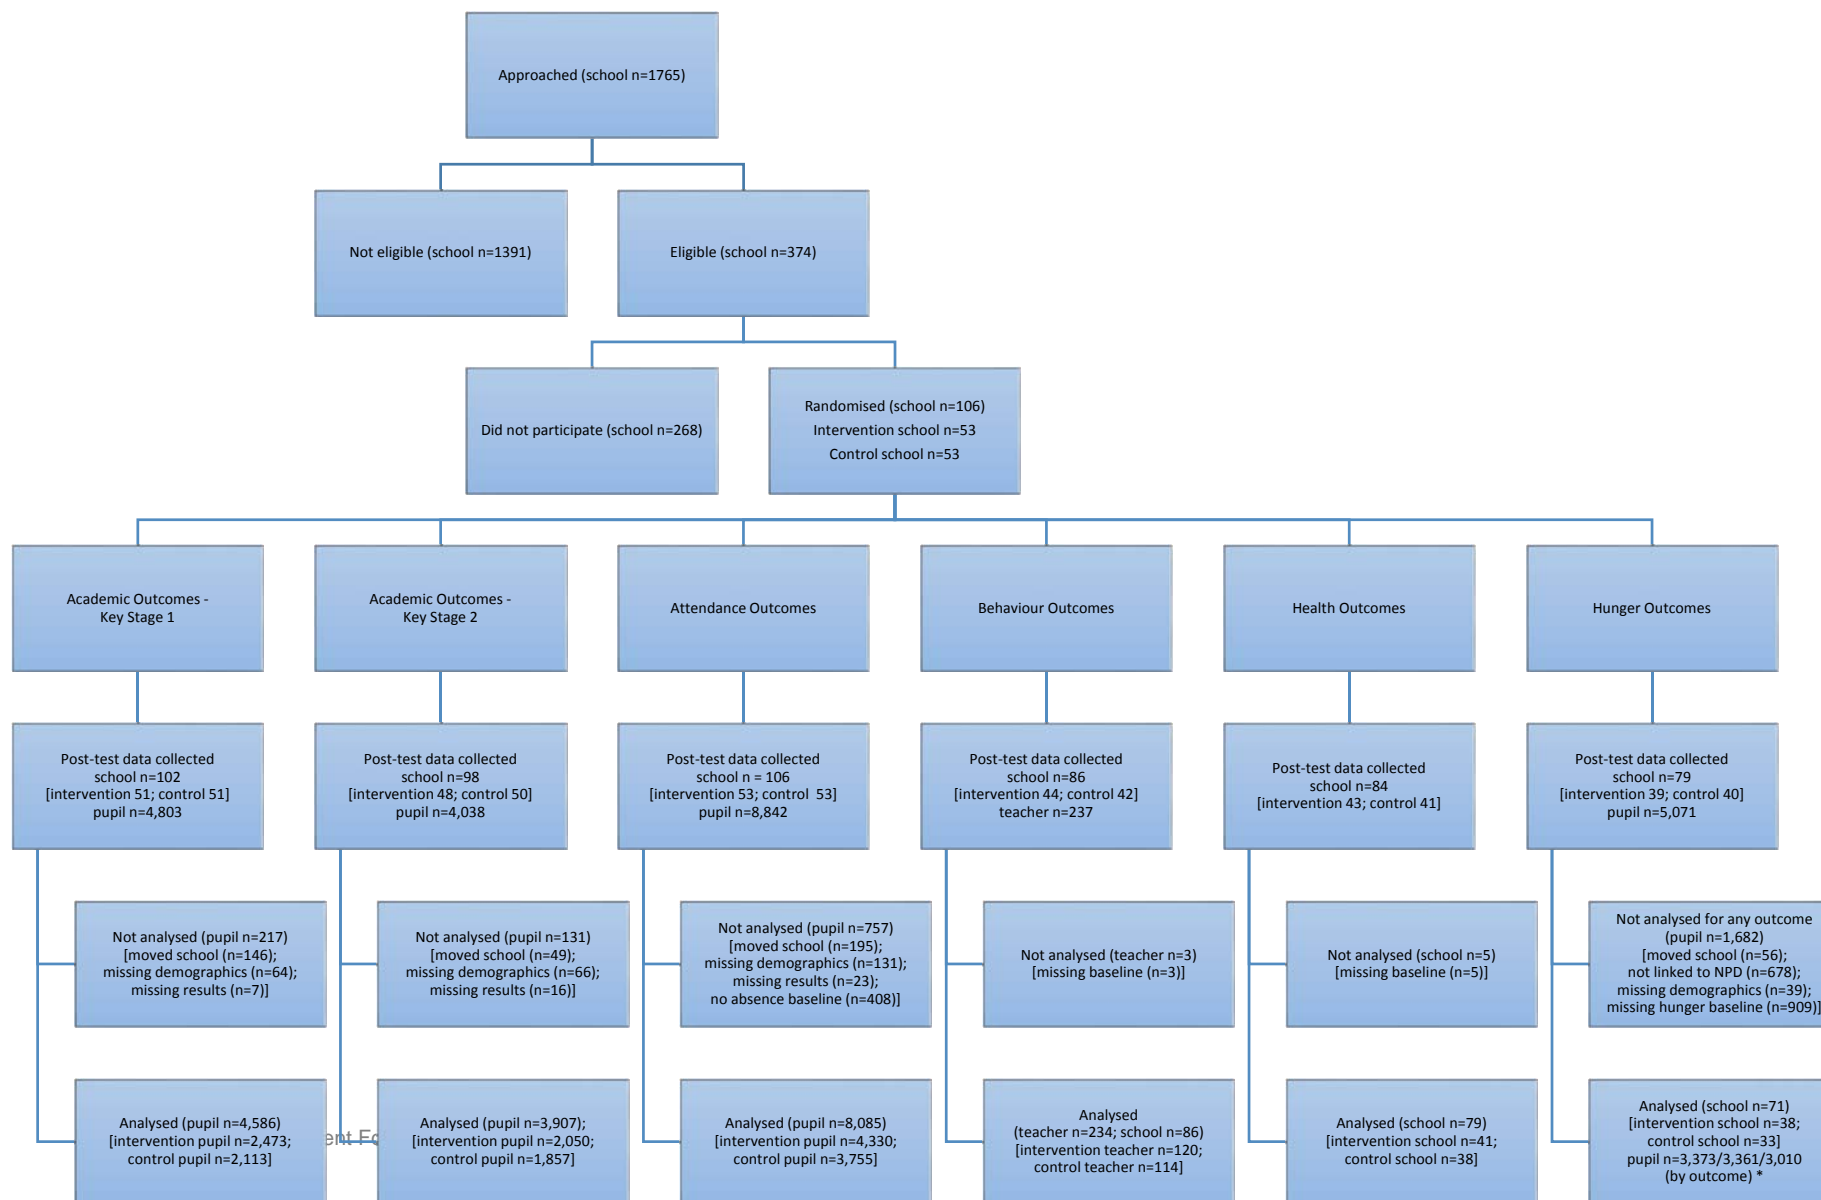 Approached (school n=1765)
Not eligible (school n=1391)
Eligible (school n=374)
Did not participate (school n=268)
Randomised (school n=106)
Intervention school n=53
Control school n=53
Academic Outcomes -
Key Stage 1
Academic Outcomes -
Key Stage 2
Attendance Outcomes
Behaviour Outcomes
Health Outcomes
Hunger Outcomes
Post-test data collected
school n=102
[intervention 51; control 51]
pupil n=4,803
Post-test data collected
school n=98
[intervention 48; control 50]
pupil n=4,038
Post-test data collected
school n = 106
[intervention 53; control 53]
pupil n=8,842
Post-test data collected
school n=86
[intervention 44; control 42]
teacher n=237
Post-test data collected
school n=84
[intervention 43; control 41]
Post-test data collected
school n=79
[intervention 39; control 40]
pupil n=5,071
Not analysed (pupil n=217)
[moved school (n=146);
missing demographics (n=64);
missing results (n=7)]
Not analysed (pupil n=131)
[moved school (n=49);
missing demographics (n=66);
missing results (n=16)]
Not analysed (pupil n=757)
[moved school (n=195);
missing demographics (n=131);
missing results (n=23);
no absence baseline (n=408)]
Not analysed (teacher n=3)
[missing baseline (n=3)]
Not analysed (school n=5)
[missing baseline (n=5)]
Not analysed for any outcome
(pupil n=1,682)
[moved school (n=56);
not linked to NPD (n=678);
missing demographics (n=39);
missing hunger baseline (n=909)]
Analysed (pupil n=4,586)
[intervention pupil n=2,473;
control pupil n=2,113]
Analysed (pupil n=3,907);
[intervention pupil n=2,050;
control pupil n=1,857]
Analysed (pupil n=8,085)
[intervention pupil n=4,330;
control pupil n=3,755]
Analysed
(teacher n=234; school n=86)
[intervention teacher n=120;
control teacher n=114]
Analysed (school n=79)
[intervention school n=41;
control school n=38]
Analysed (school n=71)
[intervention school n=38;
control school n=33]
pupil n=3,373/3,361/3,010
(by outcome) *